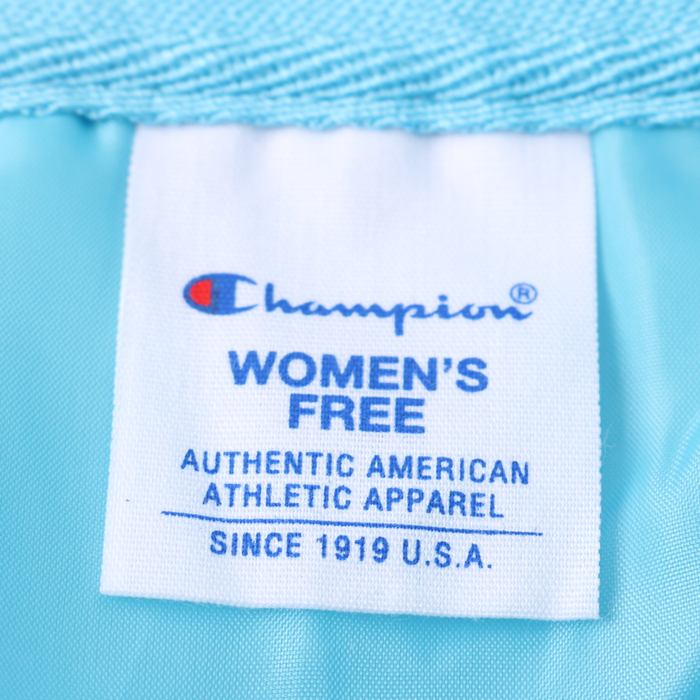 Champion®
WOMEN'S
FREE
AUTHENTIC AMERICAN
ATHLETIC APPAREL
SINCE 1919 U.S.A.